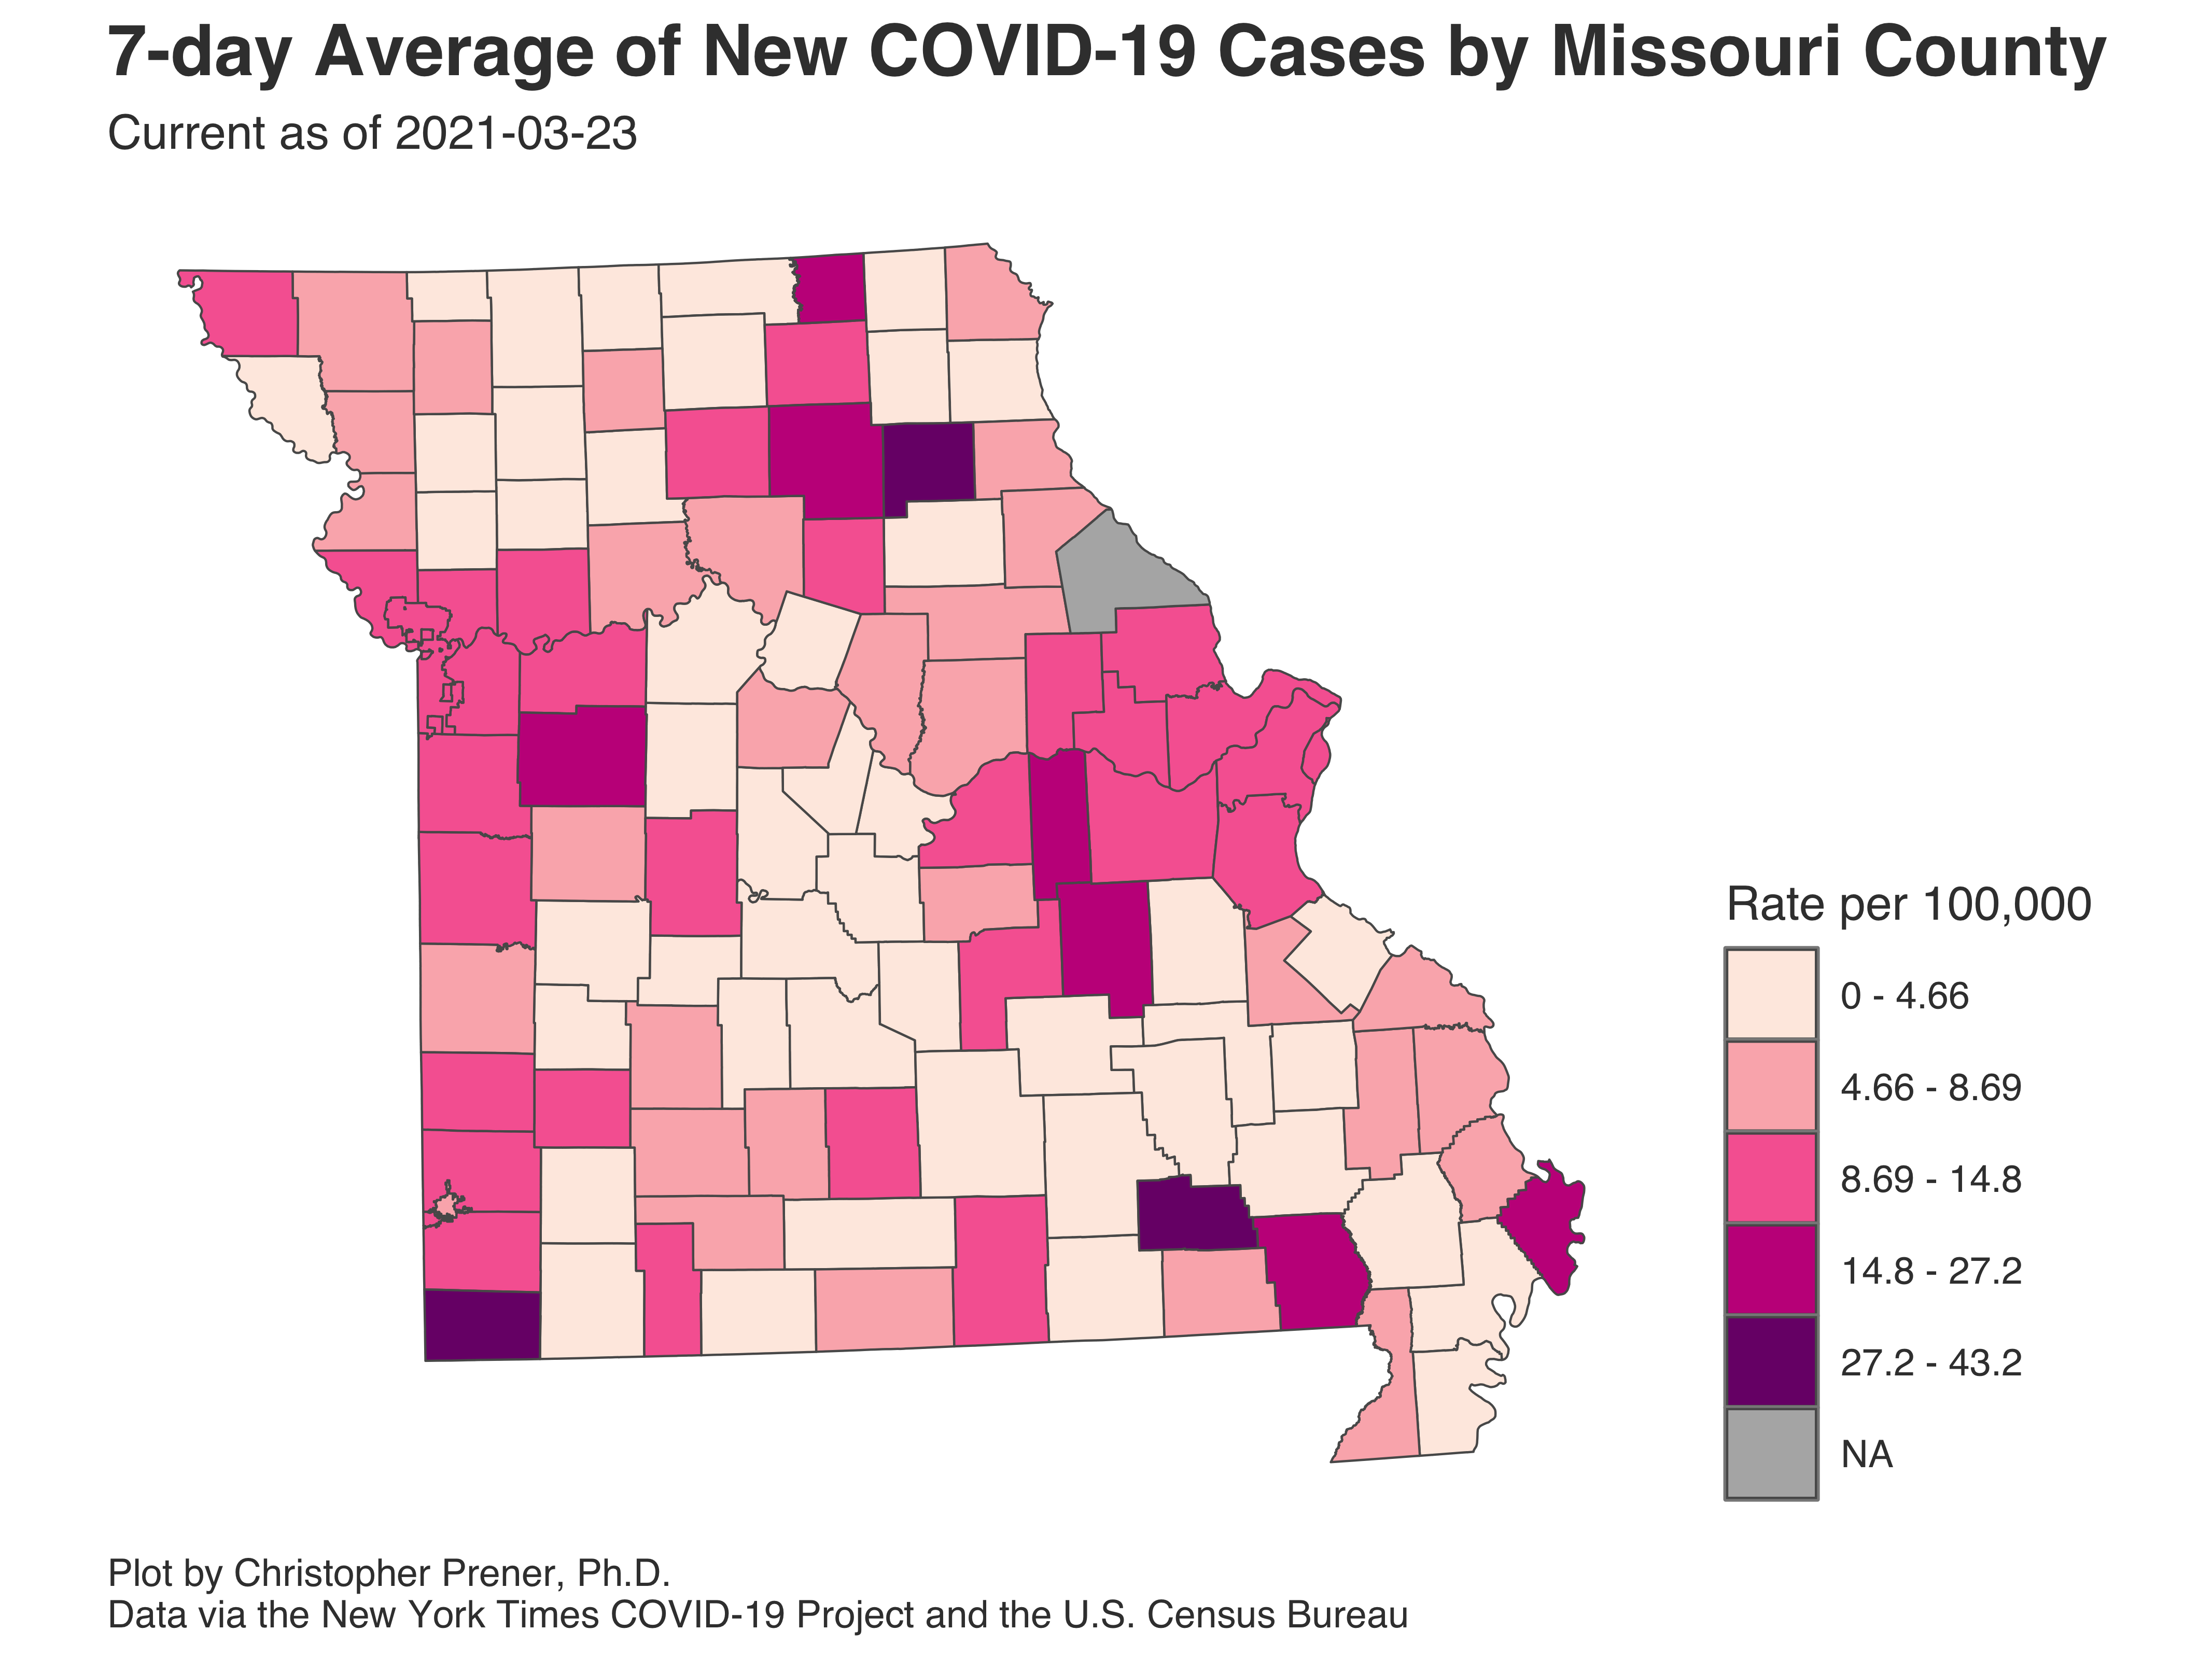 7-day Average of New COVID-19 Cases by Missouri County
Current as of 2021-03-23
Rate per 100,000
0 - 4.66
4.66 - 8.69
8.69 - 14.8
14.8 - 27.2
27.2 - 43.2
NA
Plot by Christopher Prener, Ph.D.
Data via the New York Times COVID-19 Project and the U.S. Census Bureau